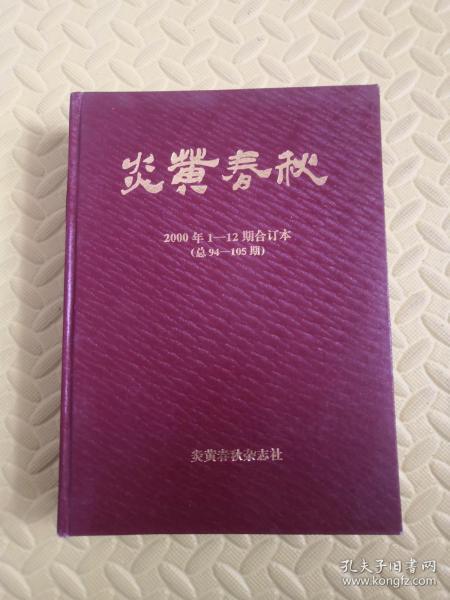 炎黄春秋
2000年1—12期合订本
(总94—105期)
炎黄春秋杂志社
孔夫子旧书网
www.kongfz.com